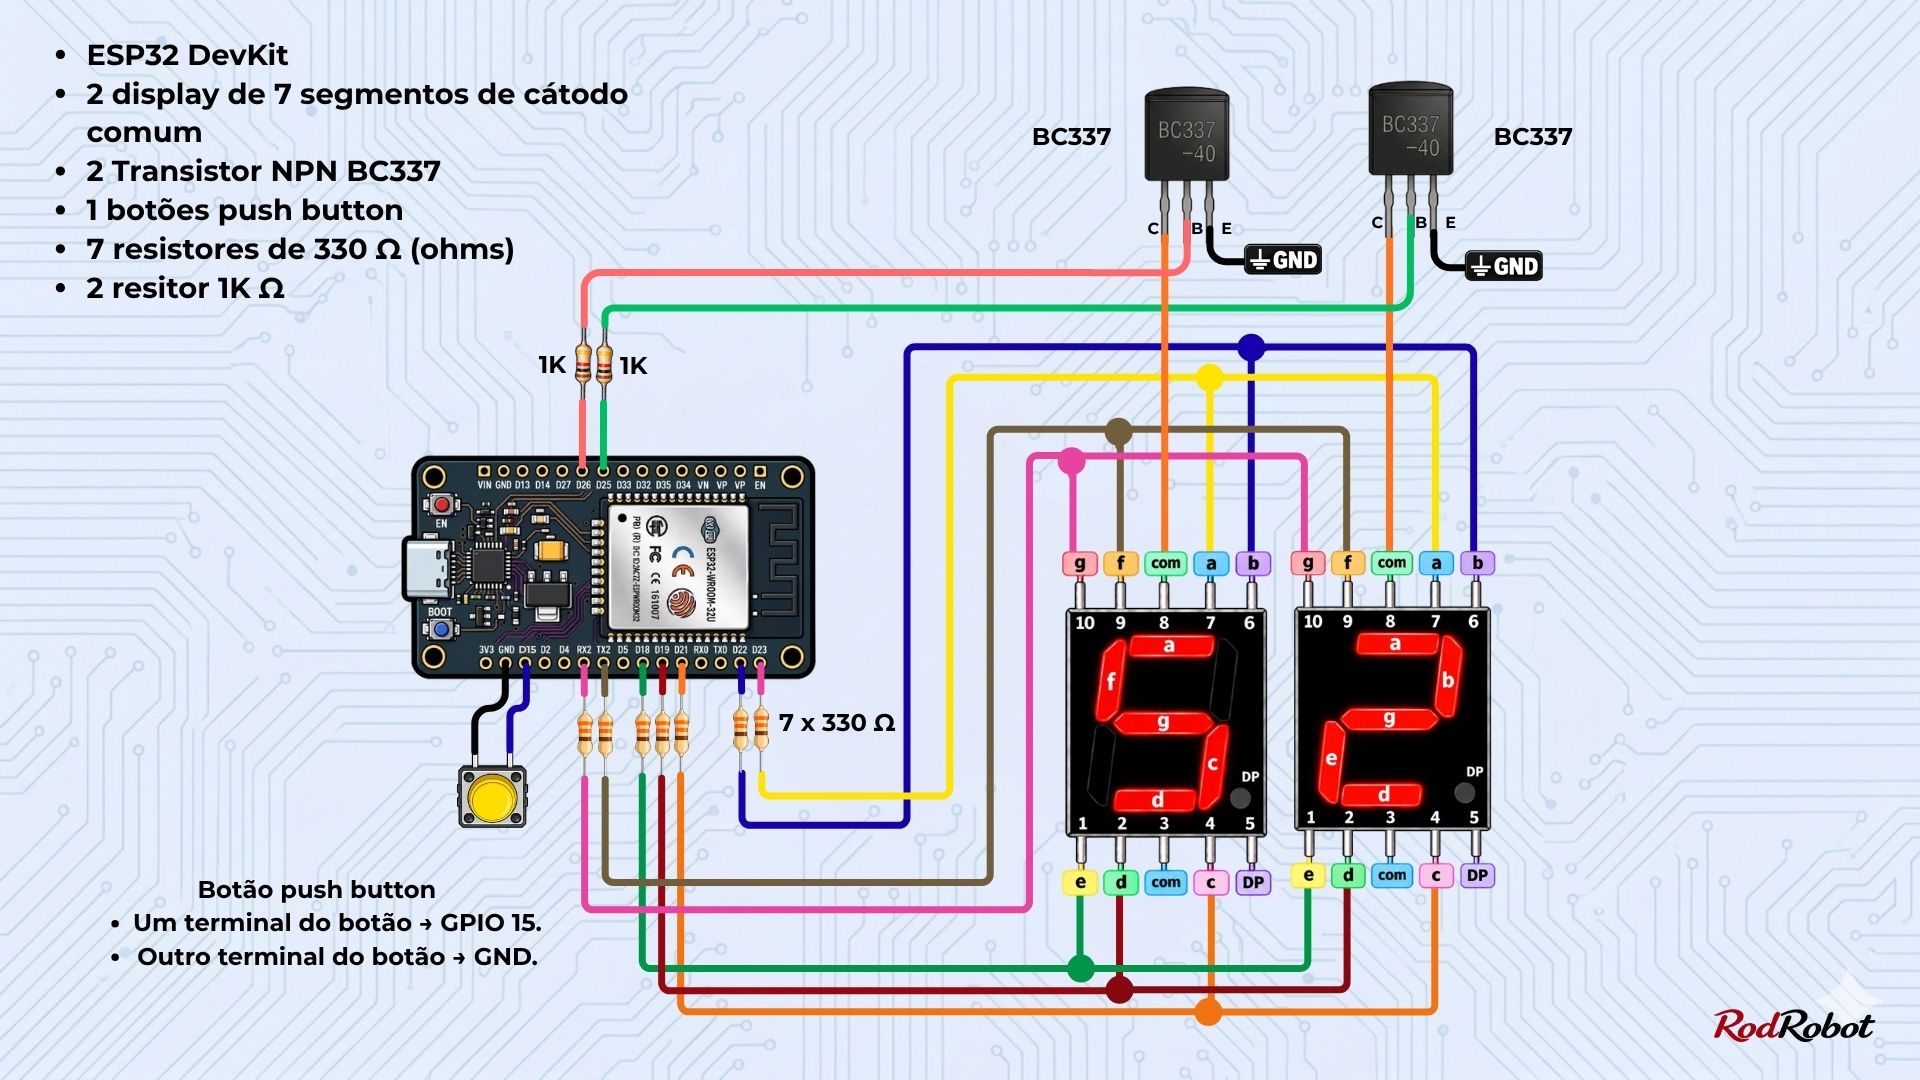 ESP32 DevKit
2 display de 7 segmentos de cátodo
comum
2 Transistor NPN BC337
1 botões push button
7 resistores de 330 Ω (ohms)
2 resitor 1K Ω
BC337
BC337
-40
BC337
-40
BC337
C B E
GND
C B E
GND
1K
1K
VIN GND D13 D14 D27 D26 D25 D33 D32 D35 D34 VN VP VP EN
EN
BOOT
ESP32-WROOM-32U
FC
CE
CE 161007
3V3 GND D15 D2 D4 RX2 TX2 D5 D18 D19 D21 RX0 TX0 D22 D23
7 x 330 Ω
g f com a b
10 9 8 7 6
a
f
g
c
d
DP
1 2 3 4 5
e d com c DP
g f com a b
10 9 8 7 6
a
b
g
e
d
DP
1 2 3 4 5
e d com c DP
Botão push button
Um terminal do botão → GPIO 15.
Outro terminal do botão → GND.
RodRobot